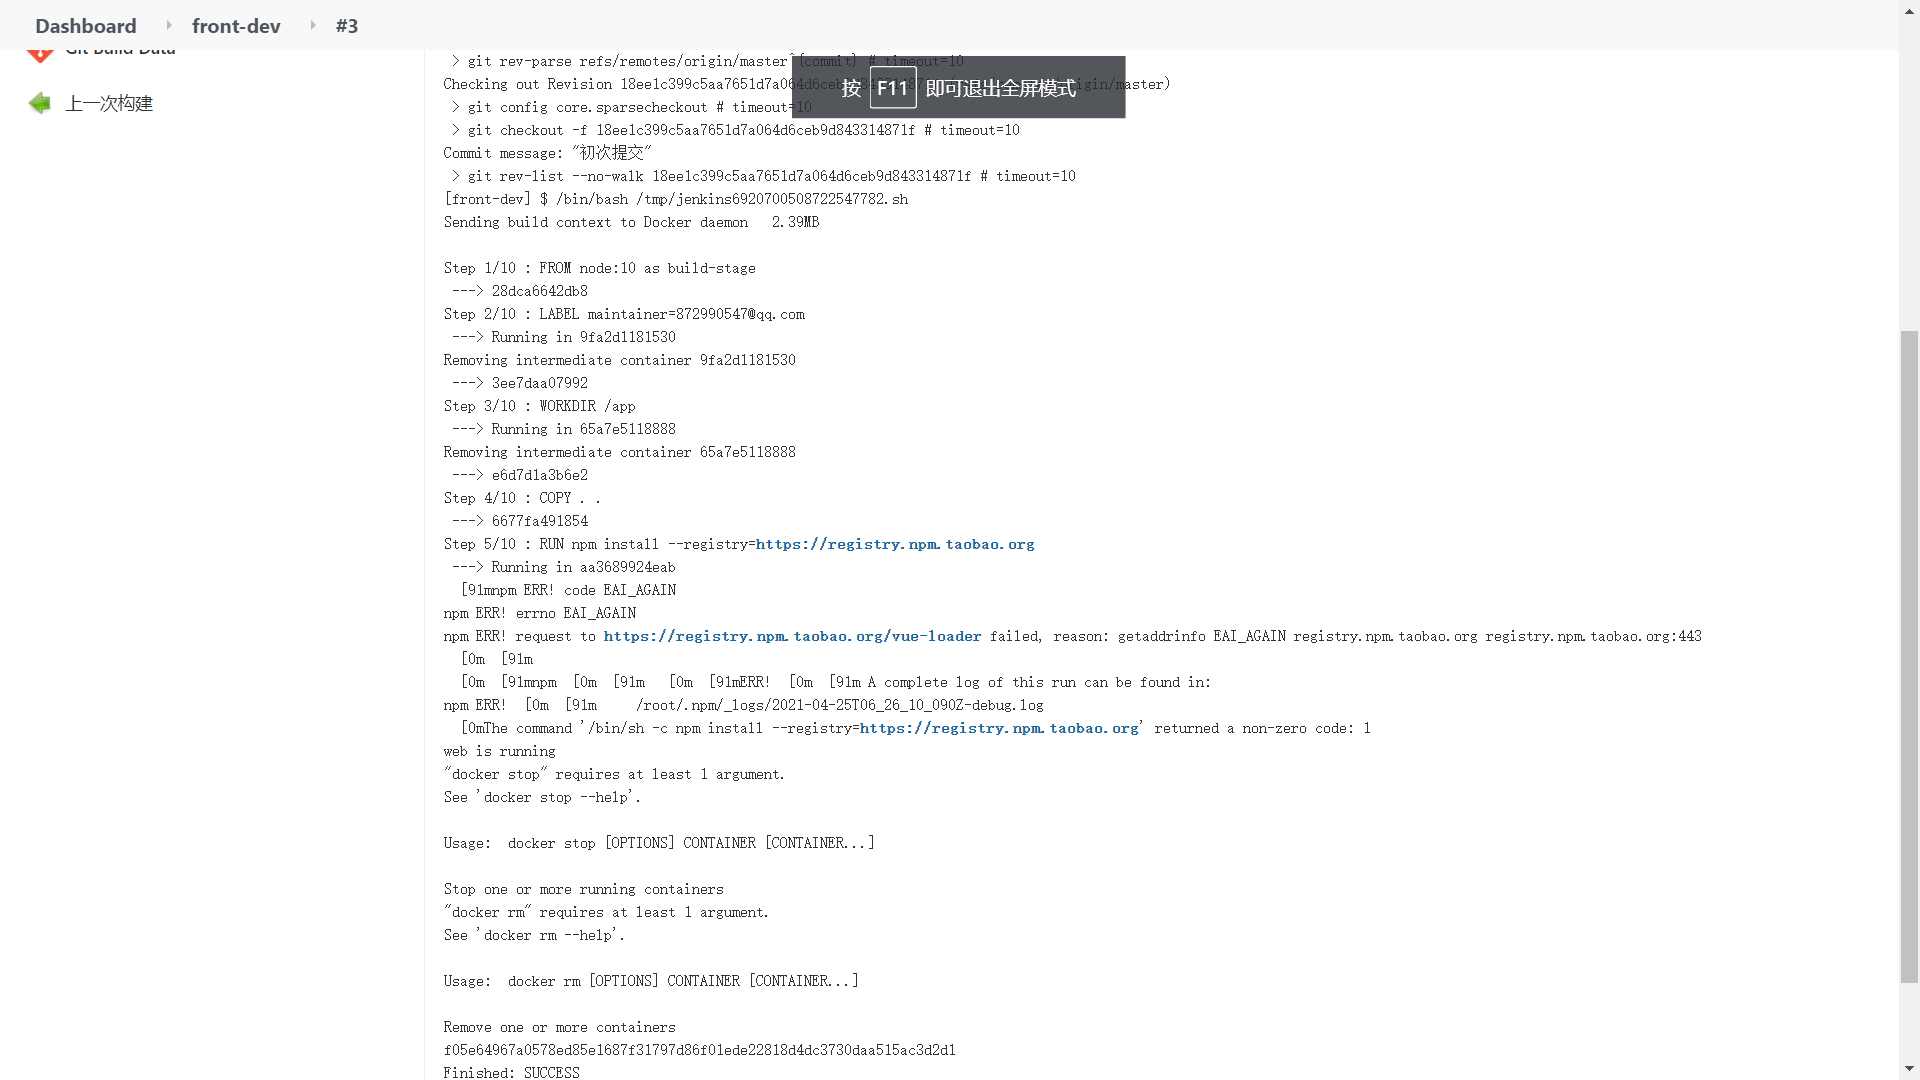 Dashboard front-dev #3
Git Build Data
上一次构建
按 F11 即可退出全屏模式
> git rev-parse refs/remotes/origin/master^{commit} # timeout=10
Checking out Revision 18ee1c399c5aa7651d7a064d6ceb9d843314871f (refs/remotes/origin/master)
> git config core.sparsecheckout # timeout=10
> git checkout -f 18ee1c399c5aa7651d7a064d6ceb9d843314871f # timeout=10
Commit message: "初次提交"
> git rev-list --no-walk 18ee1c399c5aa7651d7a064d6ceb9d843314871f # timeout=10
[front-dev] $ /bin/bash /tmp/jenkins6920700508722547782.sh
Sending build context to Docker daemon 2.39MB
Step 1/10 : FROM node:10 as build-stage
---> 28dca6642db8
Step 2/10 : LABEL maintainer=872990547@qq.com
---> Running in 9fa2d1181530
Removing intermediate container 9fa2d1181530
---> 3ee7daa07992
Step 3/10 : WORKDIR /app
---> Running in 65a7e5118888
Removing intermediate container 65a7e5118888
---> e6d7d1a3b6e2
Step 4/10 : COPY . .
---> 6677fa491854
Step 5/10 : RUN npm install --registry=https://registry.npm.taobao.org
---> Running in aa3689924eab
[91mnpm ERR! code EAI_AGAIN
npm ERR! errno EAI_AGAIN
npm ERR! request to https://registry.npm.taobao.org/vue-loader failed, reason: getaddrinfo EAI_AGAIN registry.npm.taobao.org registry.npm.taobao.org:443
[0m [91m
[0m [91mnpm [0m [91m [0m [91mERR! [0m [91m A complete log of this run can be found in:
npm ERR! [0m [91m /root/.npm/_logs/2021-04-25T06_26_10_090Z-debug.log
[0mThe command '/bin/sh -c npm install --registry=https://registry.npm.taobao.org' returned a non-zero code: 1
web is running
"docker stop" requires at least 1 argument.
See 'docker stop --help'.
Usage: docker stop [OPTIONS] CONTAINER [CONTAINER...]
Stop one or more running containers
"docker rm" requires at least 1 argument.
See 'docker rm --help'.
Usage: docker rm [OPTIONS] CONTAINER [CONTAINER...]
Remove one or more containers
f05e64967a0578ed85e1687f31797d86f01ede22818d4dc3730daa515ac3d2d1
Finished: SUCCESS